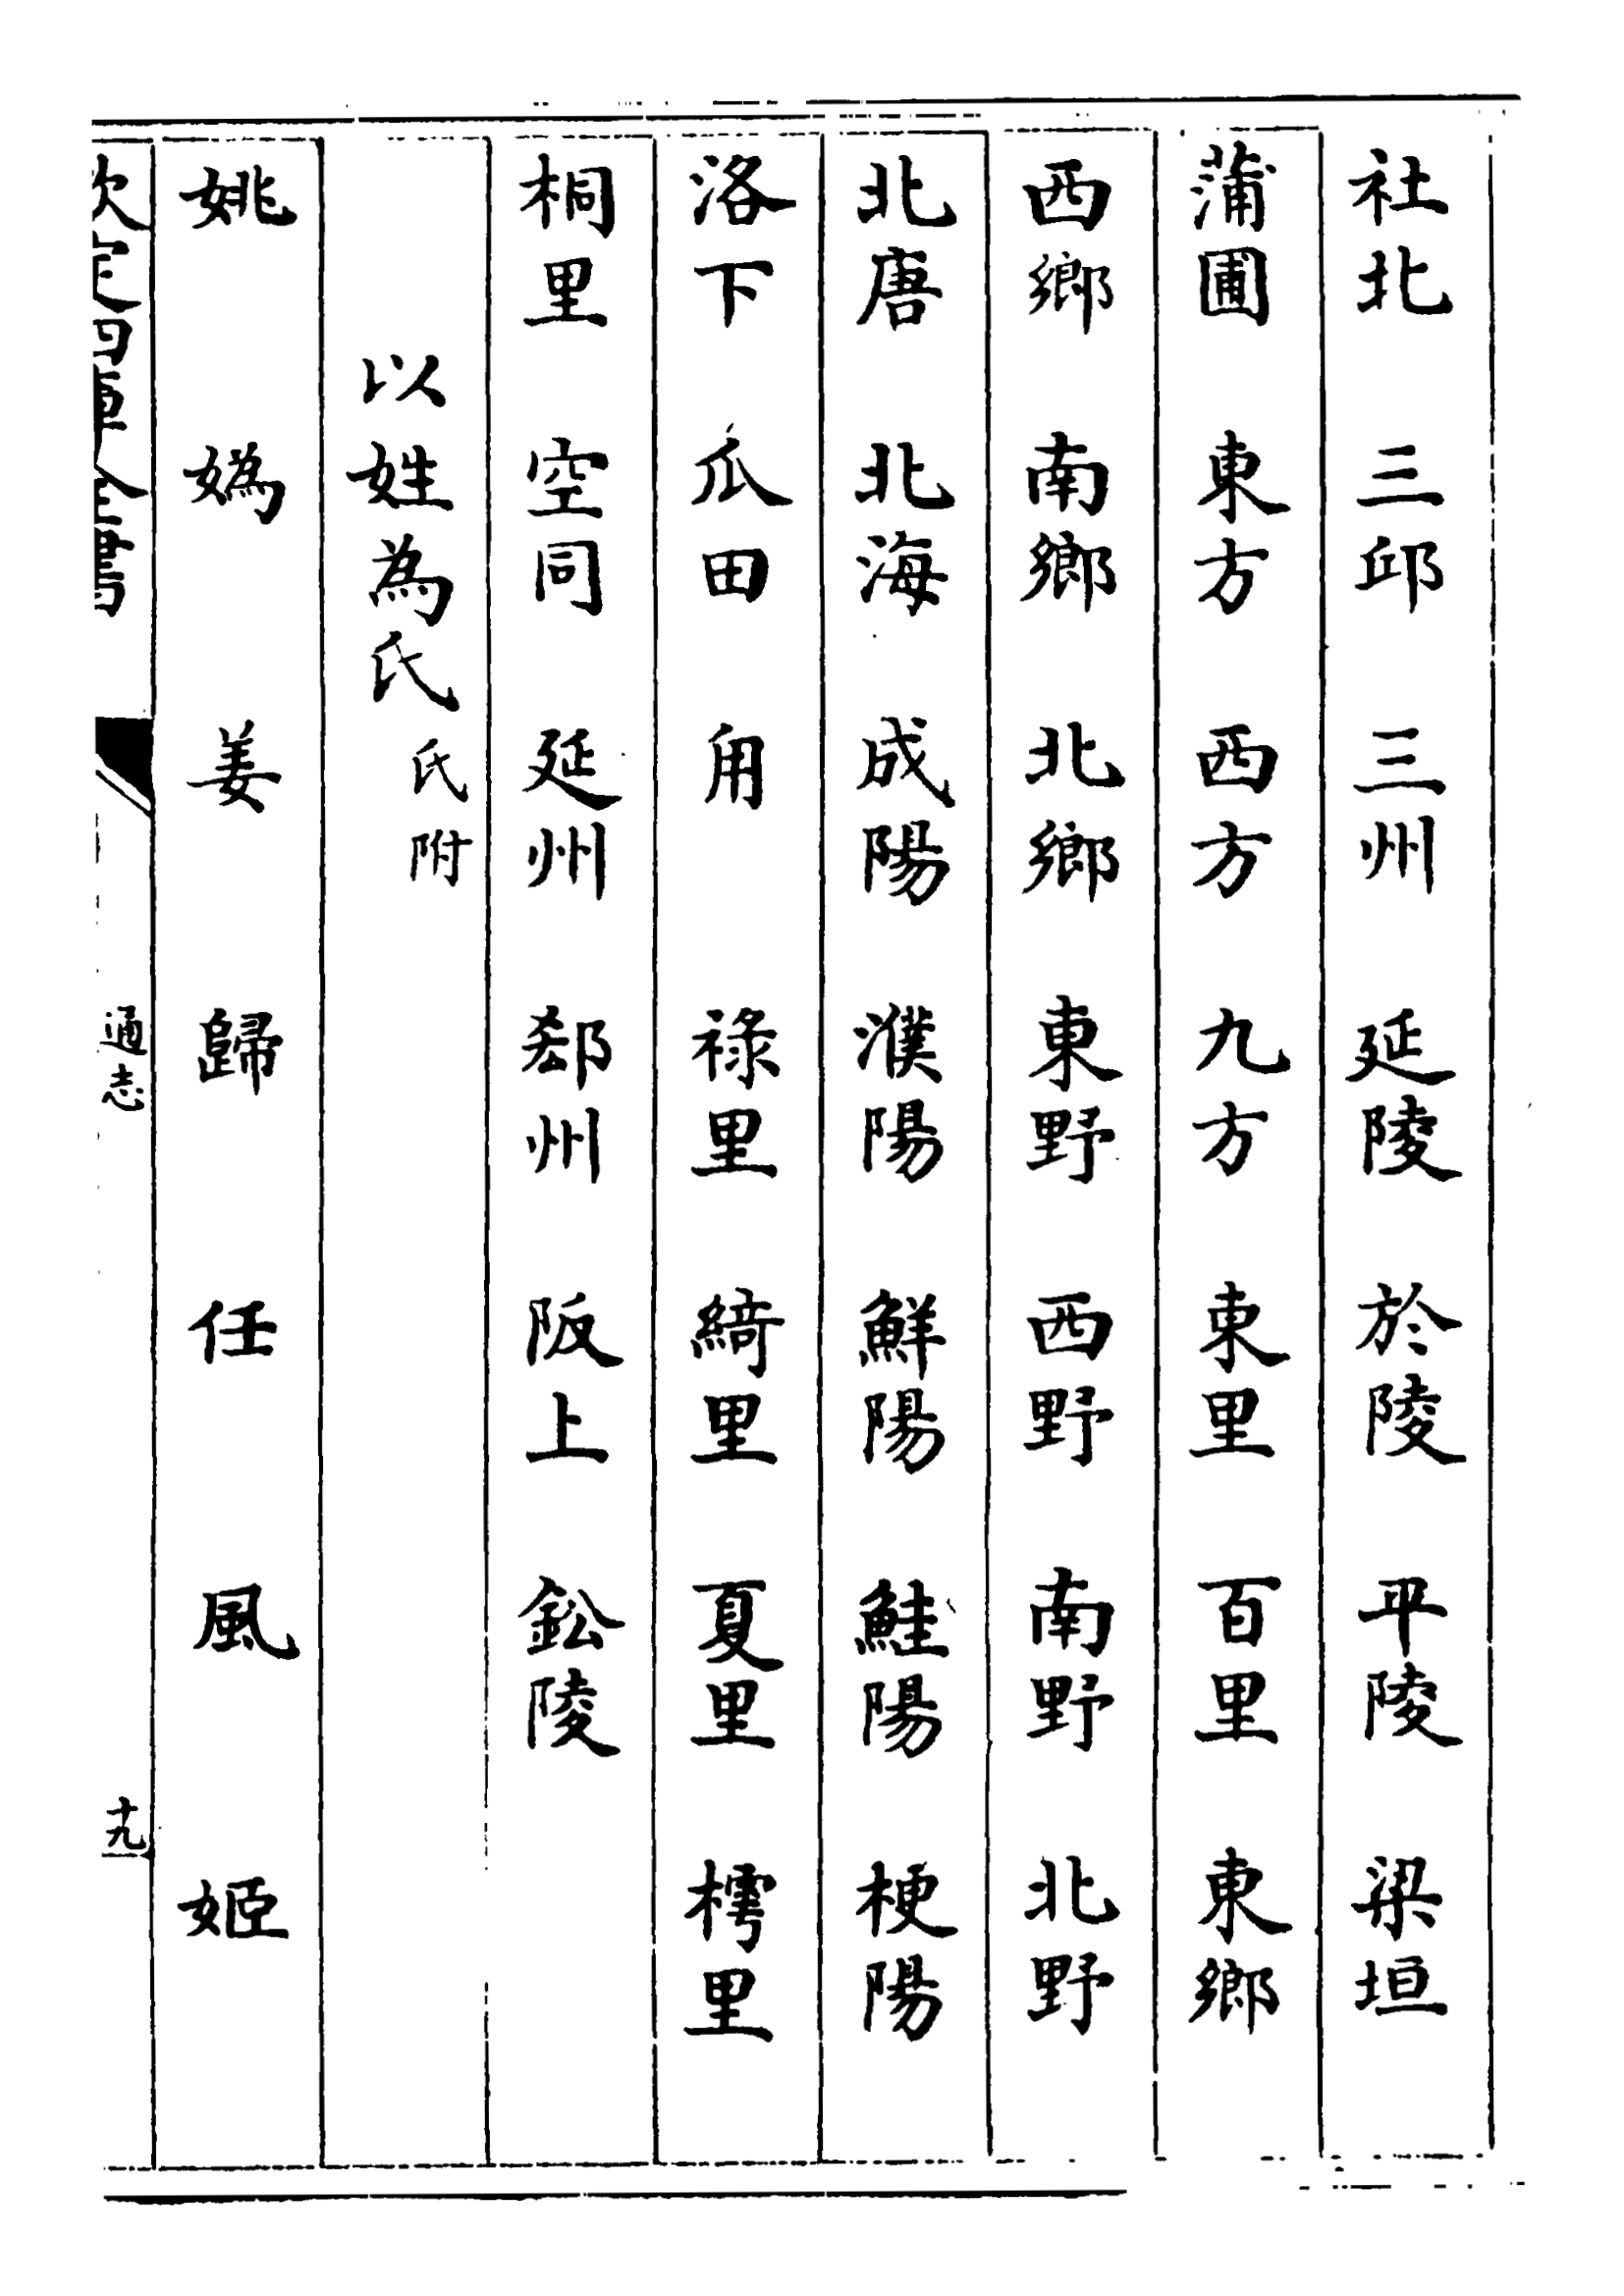 社北 三邱 三州 延陵 於陵 平陵 梁垣
蒲圃 東方 西方 九方 東里 百里 東鄉
西鄉 南鄉 北鄉 東野 西野 南野 北野
北唐 北海 成陽 濮陽 鮮陽 鮭陽 梗陽
洛下 瓜田 甪 祿里 綺里 夏里 樗里
桐里 空同 延州 郄州 阪上 鈆陵
以姓為氏 氏附
姚 媯 姜 歸 任 風 姬
欽定四庫全書
通志
十九